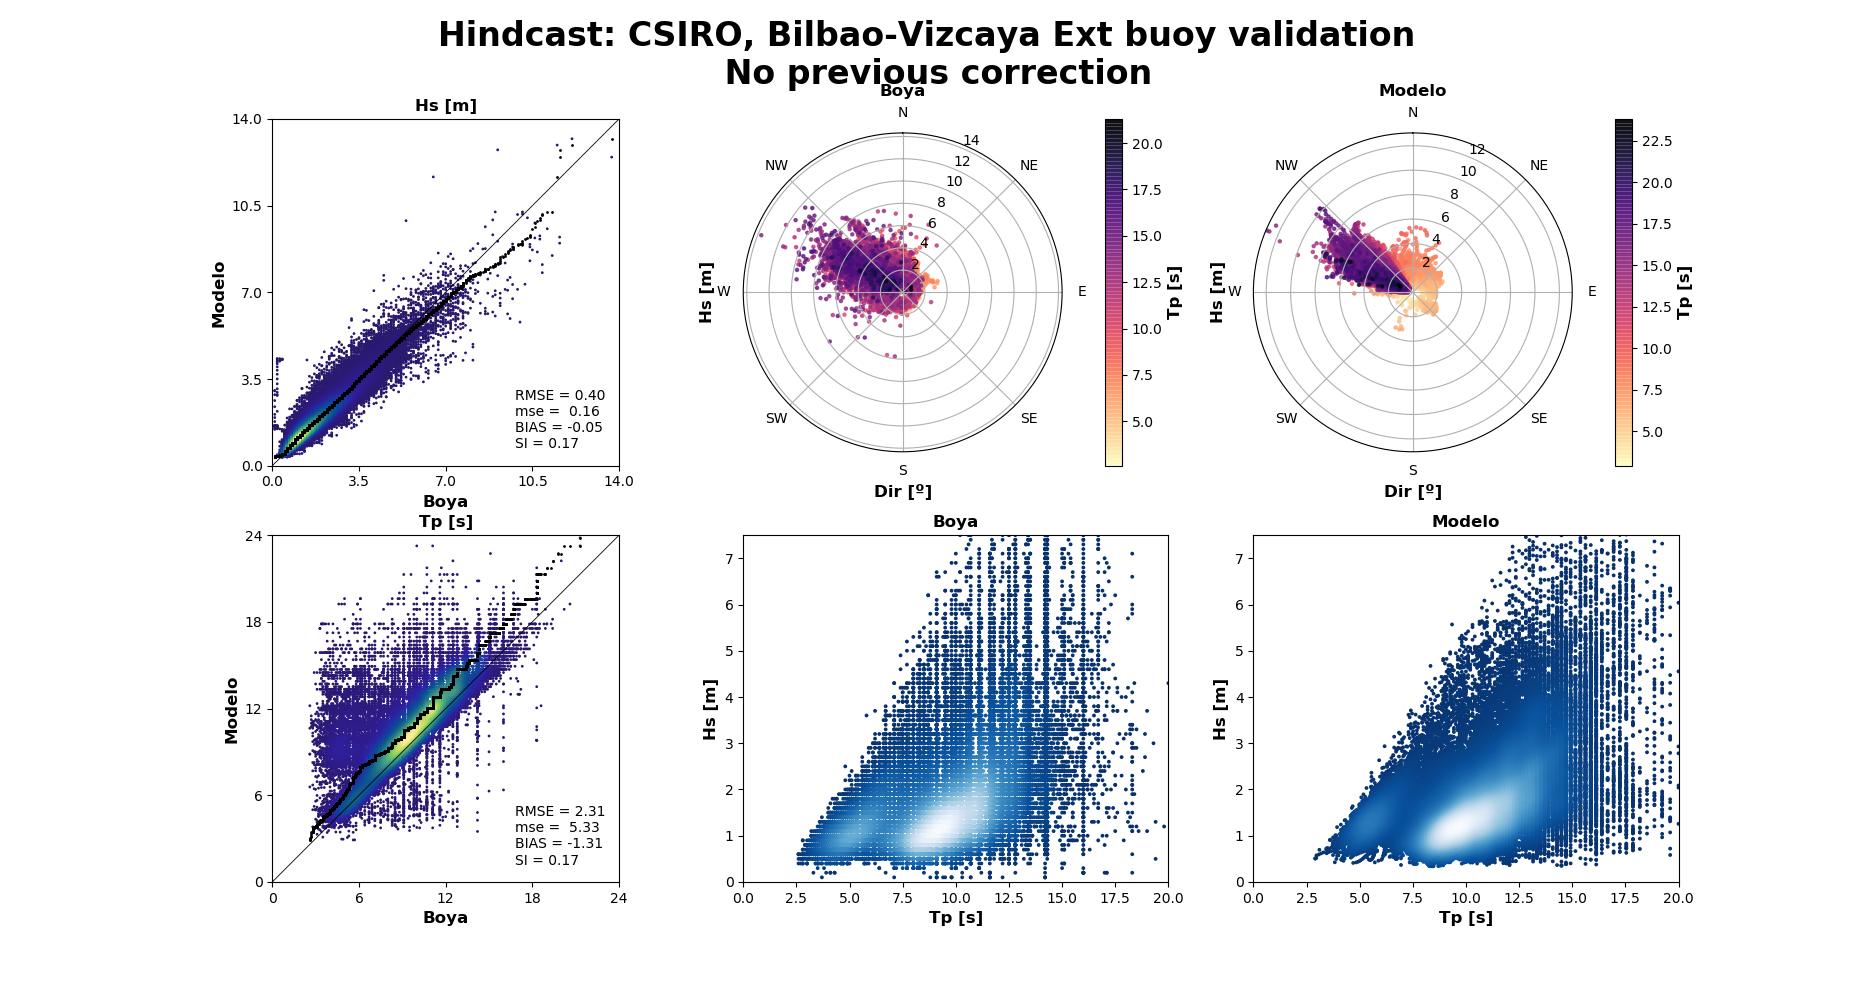 Hindcast: CSIRO, Bilbao-Vizcaya Ext buoy validation
No previous correction
Hs [m]
14.0
10.5
7.0
3.5
0.0
0.0 3.5 7.0 10.5 14.0
Modelo
Boya
RMSE = 0.40
mse = 0.16
BIAS = -0.05
SI = 0.17
Boya
N
NE
E
SE
S
SW
W
NW
2
4
6
8
10
12
14
Hs [m]
Dir [º]
20.0
17.5
15.0
12.5
10.0
7.5
5.0
Tp [s]
Modelo
N
NE
E
SE
S
SW
W
NW
2
4
6
8
10
12
Hs [m]
Dir [º]
22.5
20.0
17.5
15.0
12.5
10.0
7.5
5.0
Tp [s]
Tp [s]
24
18
12
6
0
0 6 12 18 24
Modelo
Boya
RMSE = 2.31
mse = 5.33
BIAS = -1.31
SI = 0.17
Boya
7
6
5
4
3
2
1
0
0.0 2.5 5.0 7.5 10.0 12.5 15.0 17.5 20.0
Hs [m]
Tp [s]
Modelo
7
6
5
4
3
2
1
0
0.0 2.5 5.0 7.5 10.0 12.5 15.0 17.5 20.0
Hs [m]
Tp [s]